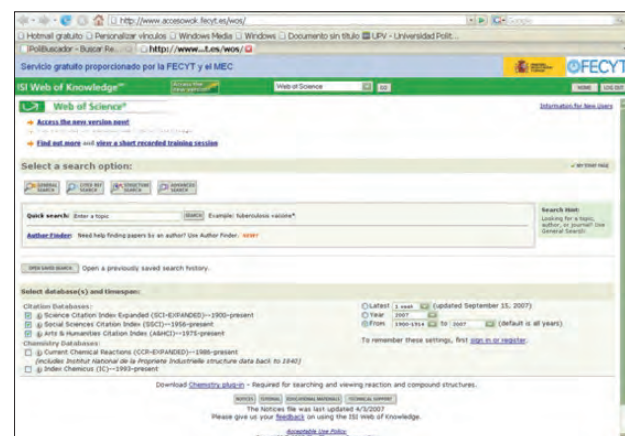 http://www.accesowok.fecyt.es/wos/
Hotmail gratuito Personalizar vínculos Windows Media Windows Documento sin título UPV - Universidad Polit...
PoliBuscador - Buscar Re... http://www....t.es/wos/
Servicio gratuito proporcionado por la FECYT y el MEC
FECYT
ISI Web of Knowledge
Web of Science GO HOME LOG OUT
Web of Science®
Information for New Users
Access the new version now!
Find out more and view a short recorded training session
Select a search option:
GENERAL SEARCH CITED REF SEARCH STRUCTURE SEARCH ADVANCED SEARCH
Quick search: Enter a topic SEARCH Example: tuberculosis vaccine*
Author Finder: Need help finding papers by an author? Use Author Finder.
Search Hint:
Looking for a topic,
author, or journal? Use
General Search.
OPEN SAVED SEARCH Open a previously saved search history.
Select database(s) and timespan:
Citation Databases:
Science Citation Index Expanded (SCI-EXPANDED)--1900-present
Social Sciences Citation Index (SSCI)--1956-present
Arts & Humanities Citation Index (A&HCI)--1975-present
Chemistry Databases:
Current Chemical Reactions (CCR-EXPANDED)--1986-present
(includes Institut National de la Propriete Industrielle structure data back to 1840)
Index Chemicus (IC)--1993-present
Latest 1 week (updated September 15, 2007)
Year 2007
From 1900-1914 to 2007 (default is all years)
To remember these settings, first sign in or register.
Download Chemistry plug-in - Required for searching and viewing reaction and compound structures.
NOTICES TUTORIAL EDUCATIONAL MATERIALS TECHNICAL SUPPORT
The Notices file was last updated 4/3/2007
Please give us your feedback on using the ISI Web of Knowledge.
Acceptable Use Policy